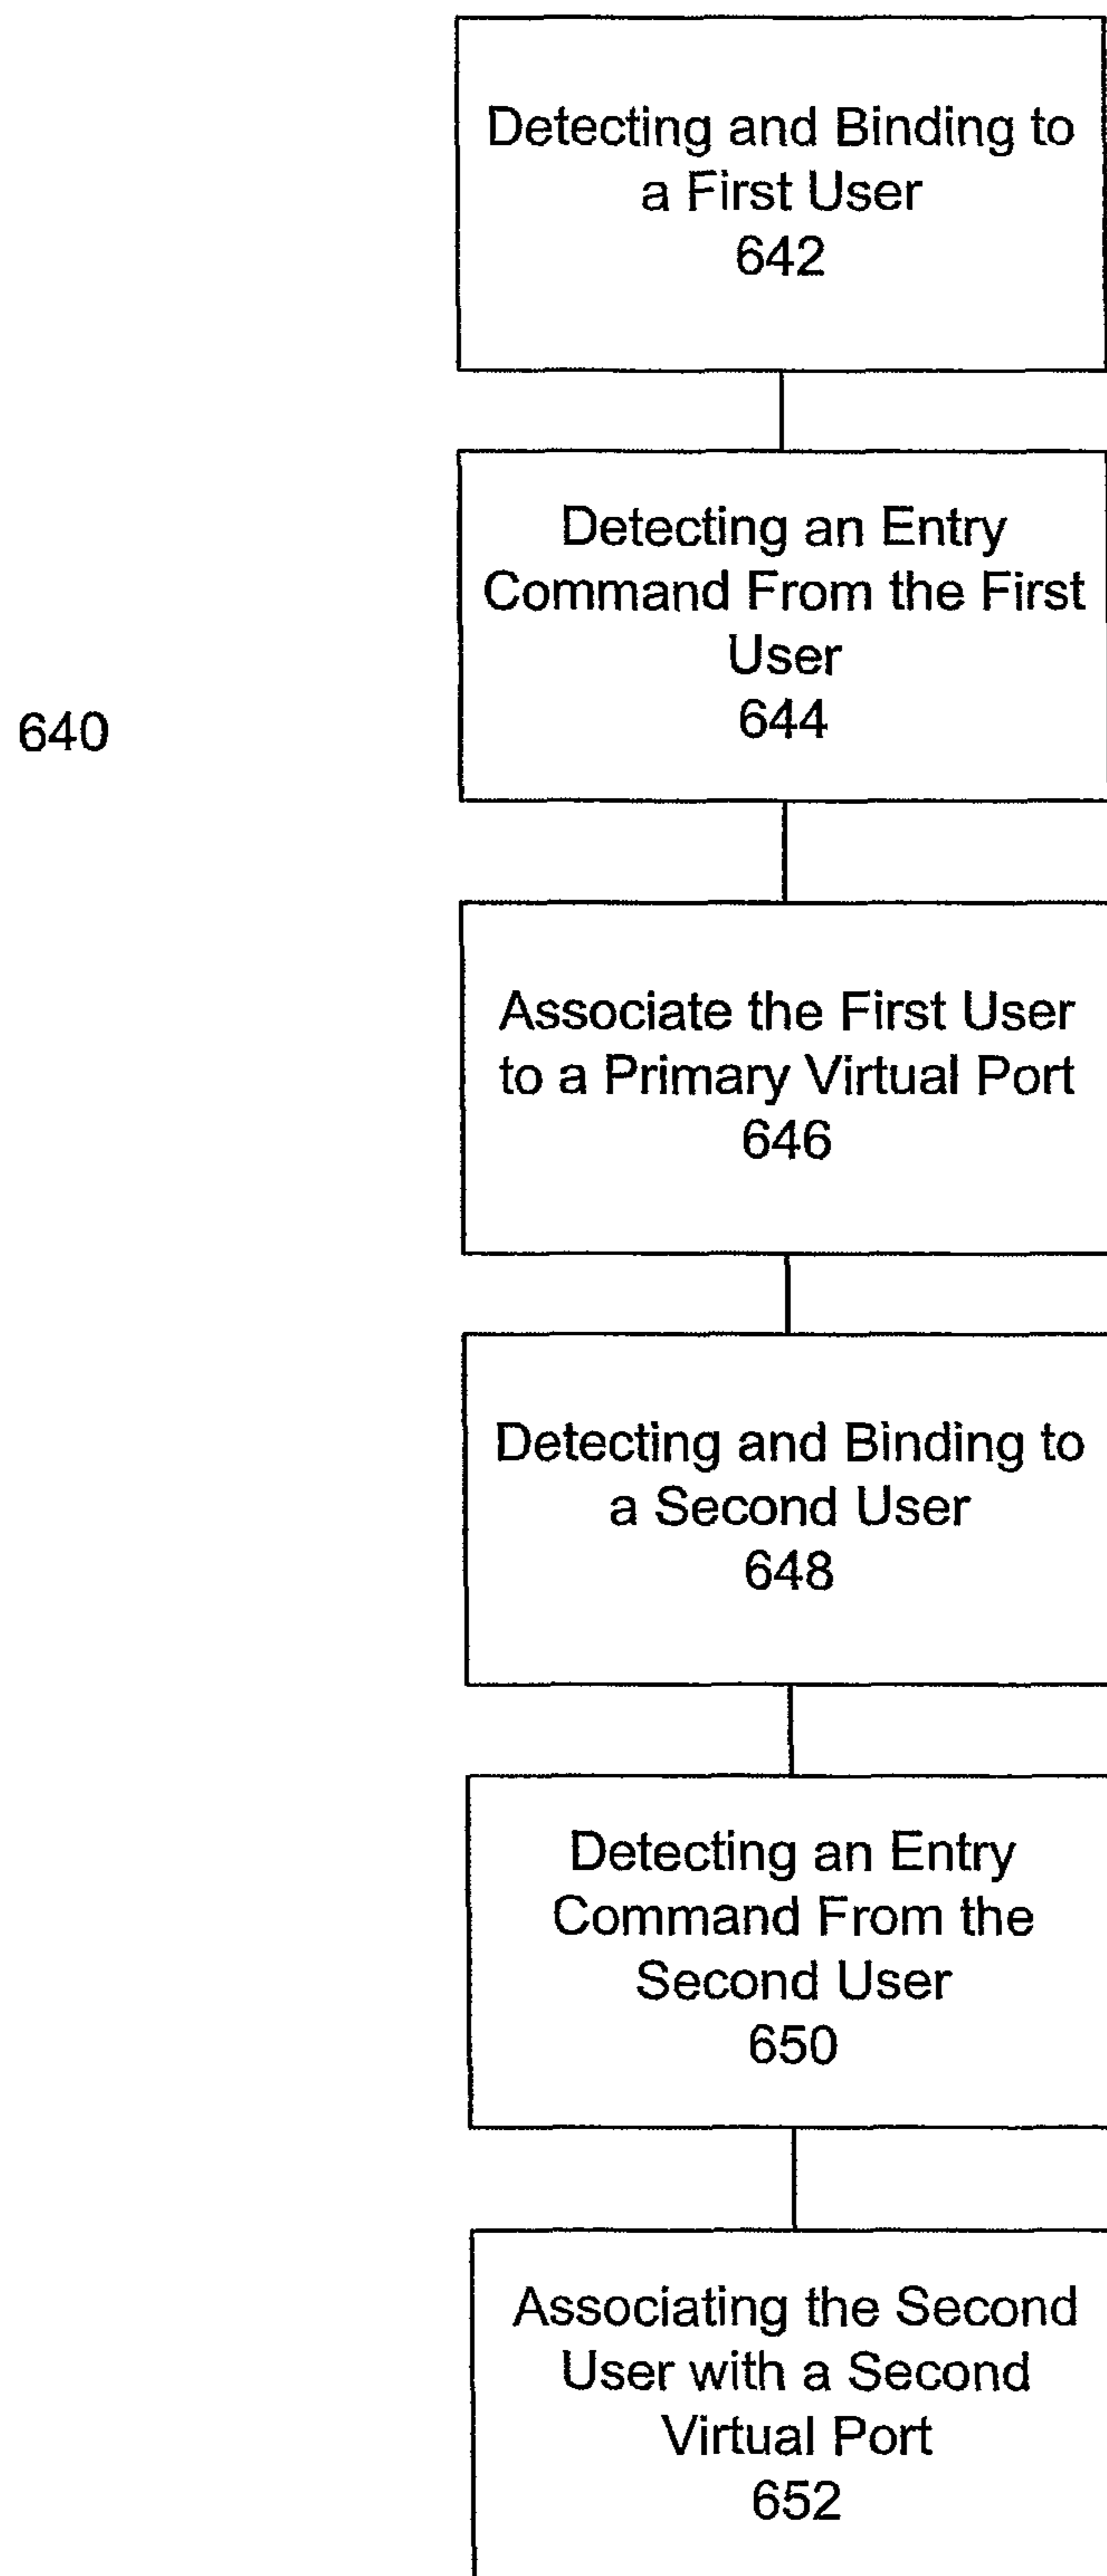 Detecting and Binding to
a First User
642
Detecting an Entry
Command From the First
User
644
640
Associate the First User
to a Primary Virtual Port
646
Detecting and Binding to
a Second User
648
Detecting an Entry
Command From the
Second User
650
Associating the Second
User with a Second
Virtual Port
652